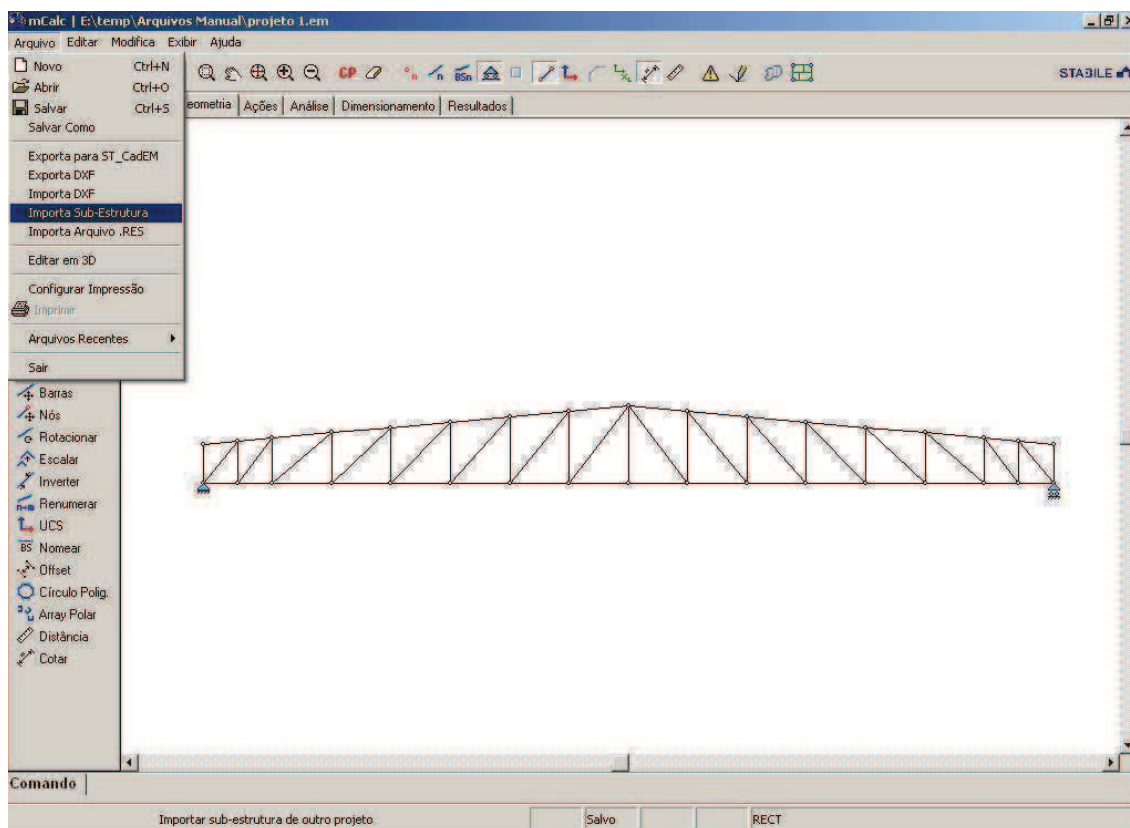 mCalc | E:\temp\Arquivos Manual\projeto 1.em
Arquivo Editar Modifica Exibir Ajuda
Novo Ctrl+N
Abrir Ctrl+O
Salvar Ctrl+S
Salvar Como
Exporta para ST_CadEM
Exporta DXF
Importa DXF
Importa Sub-Estrutura
Importa Arquivo .RES
Editar em 3D
Configurar Impressão
Imprimir
Arquivos Recentes
Sair
CP n n BSn STABILE
eometria Ações Análise Dimensionamento Resultados
Barras
Nós
Rotacionar
Escalar
Inverter
n→m Renumerar
UCS
BS Nomear
Offset
Círculo Polig.
Array Polar
Distância
Cotar
Comando
Importar sub-estrutura de outro projeto Salvo RECT